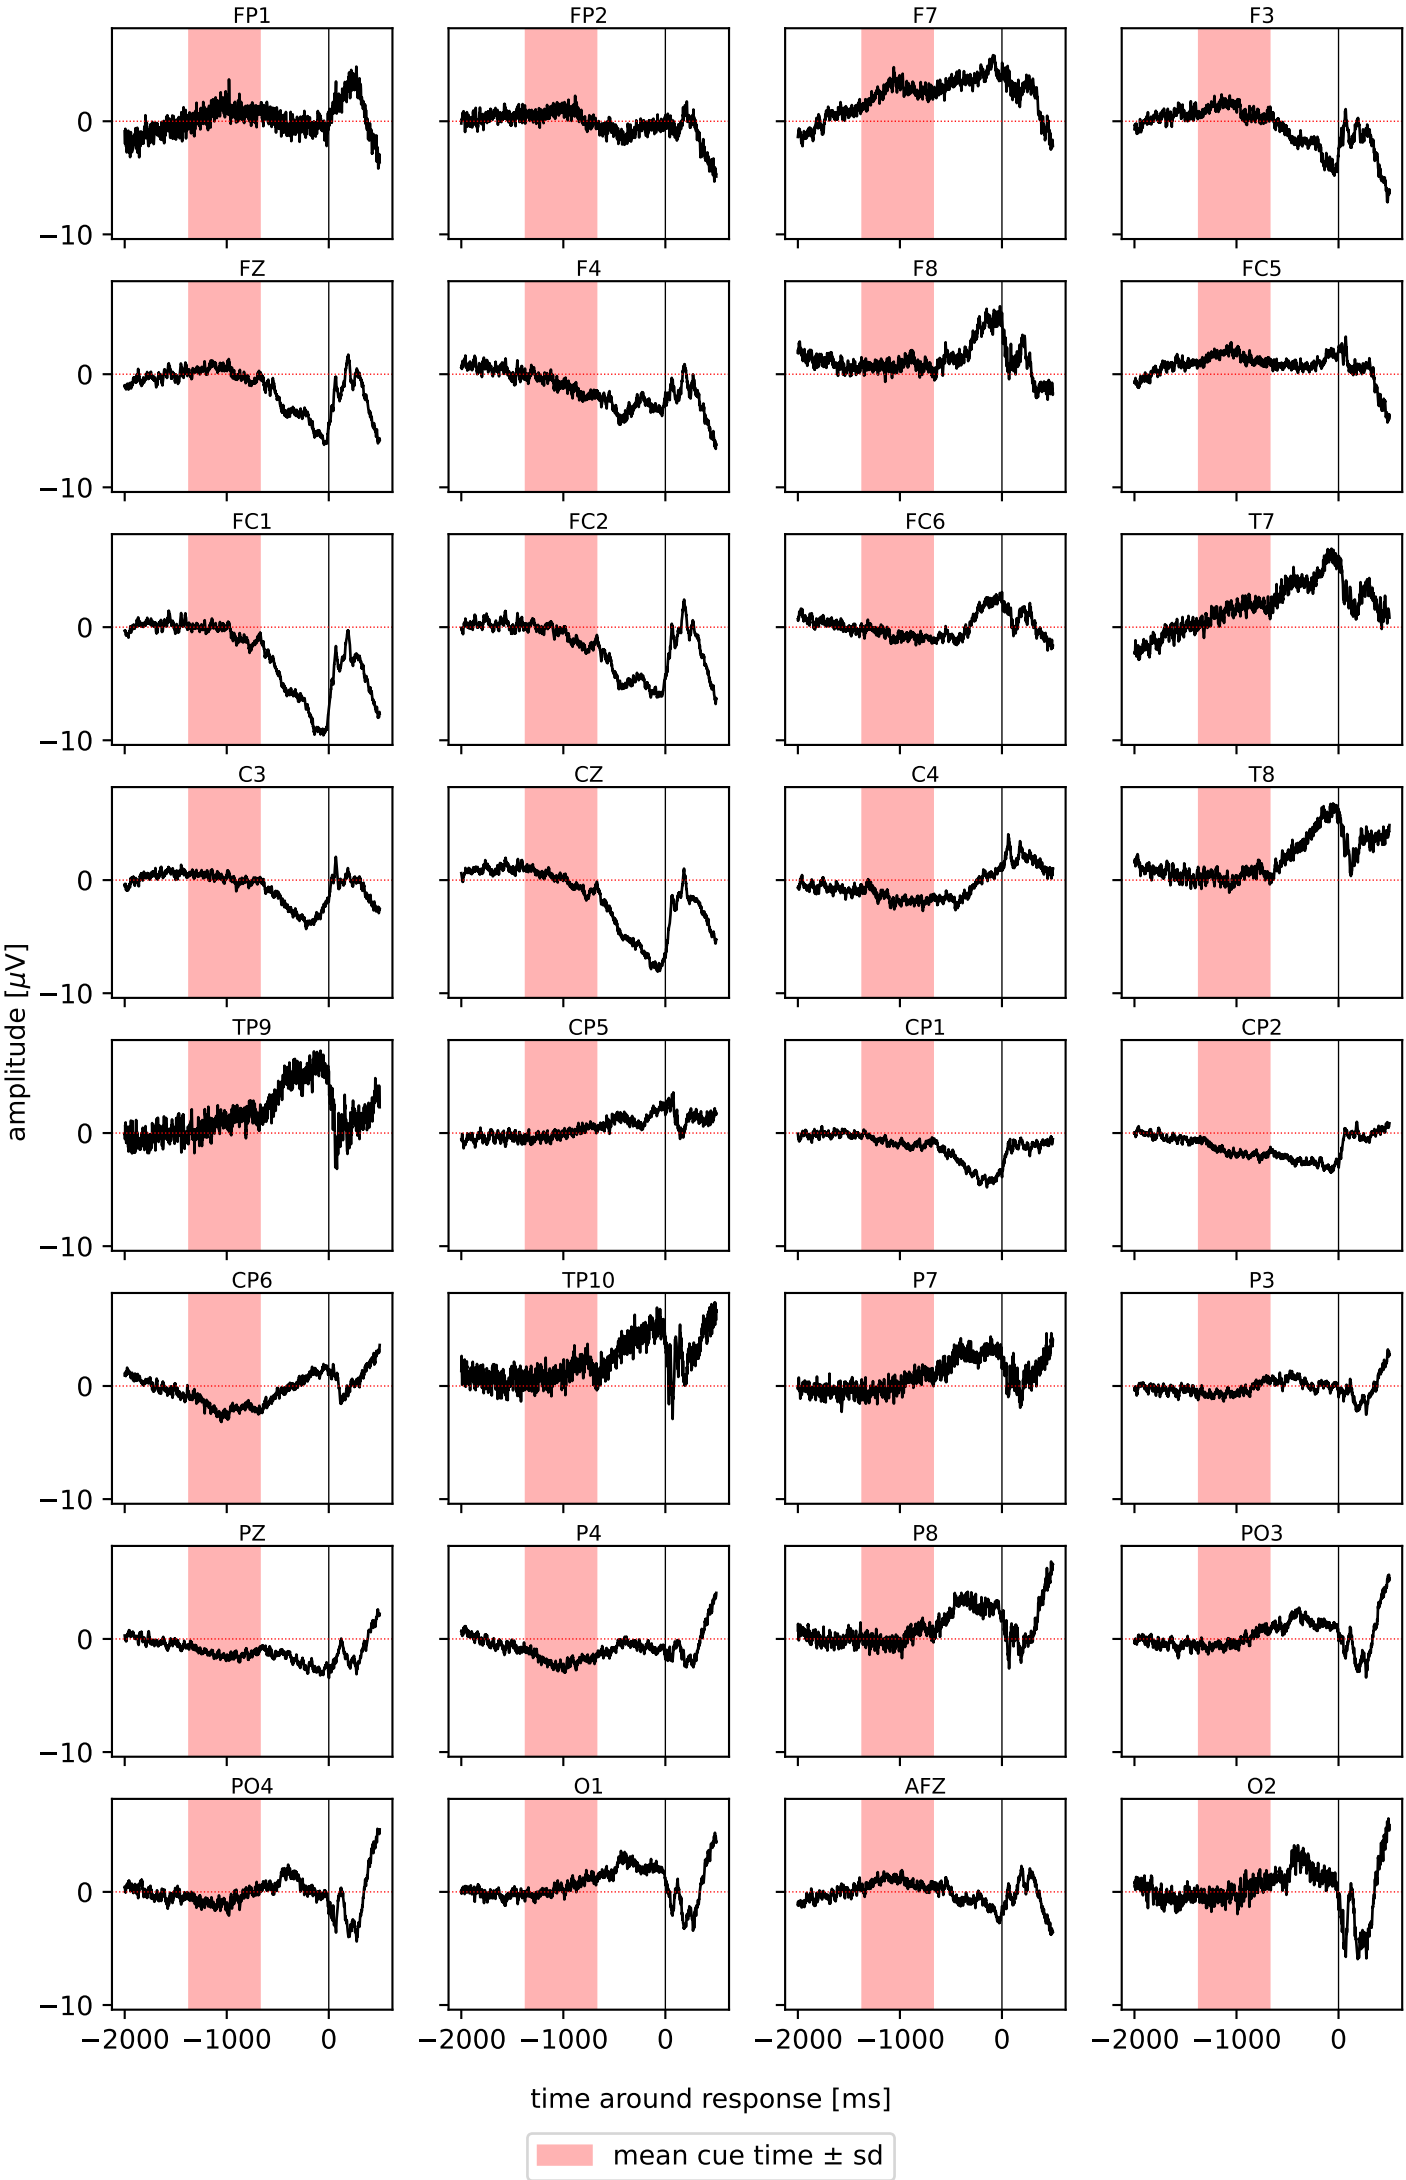 FP1 FP2 F7 F3
0
−10
FZ F4 F8 FC5
0
−10
FC1 FC2 FC6 T7
0
−10
C3 CZ C4 T8
0
−10
amplitude [μV]
TP9 CP5 CP1 CP2
0
−10
CP6 TP10 P7 P3
0
−10
PZ P4 P8 PO3
0
−10
PO4 O1 AFZ O2
0
−10
−2000 −1000 0 −2000 −1000 0 −2000 −1000 0 −2000 −1000 0
time around response [ms]
mean cue time ± sd